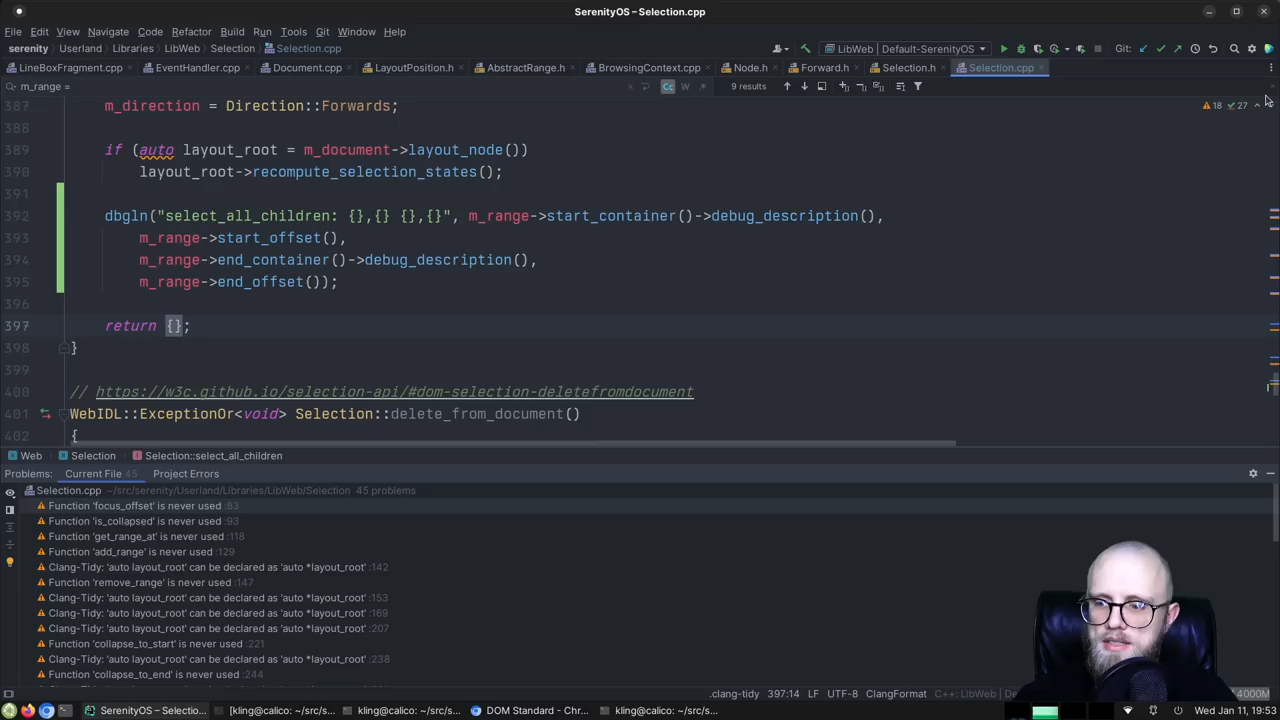 SerenityOS – Selection.cpp
File Edit View Navigate Code Refactor Build Run Tools Git Window Help
serenity Userland Libraries LibWeb Selection Selection.cpp LibWeb | Default-SerenityOS Git:
LineBoxFragment.cpp EventHandler.cpp Document.cpp LayoutPosition.h AbstractRange.h BrowsingContext.cpp Node.h Forward.h Selection.h Selection.cpp
m_range = Cc W 9 results
387 m_direction = Direction::Forwards; 18 27
388
389 if (auto layout_root = m_document->layout_node())
390 layout_root->recompute_selection_states();
391
392 dbgln("select_all_children: {},{} {},{}", m_range->start_container()->debug_description(),
393 m_range->start_offset(),
394 m_range->end_container()->debug_description(),
395 m_range->end_offset());
396
397 return {};
398 }
399
400 // https://w3c.github.io/selection-api/#dom-selection-deletefromdocument
401 WebIDL::ExceptionOr<void> Selection::delete_from_document()
402 {
Web Selection Selection::select_all_children
Problems: Current File 45 Project Errors
Selection.cpp ~/src/serenity/Userland/Libraries/LibWeb/Selection 45 problems
Function 'focus_offset' is never used :83
Function 'is_collapsed' is never used :93
Function 'get_range_at' is never used :118
Function 'add_range' is never used :129
Clang-Tidy: 'auto layout_root' can be declared as 'auto *layout_root' :142
Function 'remove_range' is never used :147
Clang-Tidy: 'auto layout_root' can be declared as 'auto *layout_root' :153
Clang-Tidy: 'auto layout_root' can be declared as 'auto *layout_root' :169
Clang-Tidy: 'auto layout_root' can be declared as 'auto *layout_root' :207
Function 'collapse_to_start' is never used :221
Clang-Tidy: 'auto layout_root' can be declared as 'auto *layout_root' :238
Function 'collapse_to_end' is never used :244
.clang-tidy 397:14 LF UTF-8 ClangFormat C++: LibWeb | De 4000M
SerenityOS – Selectio... [kling@calico: ~/src/s... kling@calico: ~/src/s... DOM Standard - Chr... kling@calico: ~/src/s... Wed Jan 11, 19:53